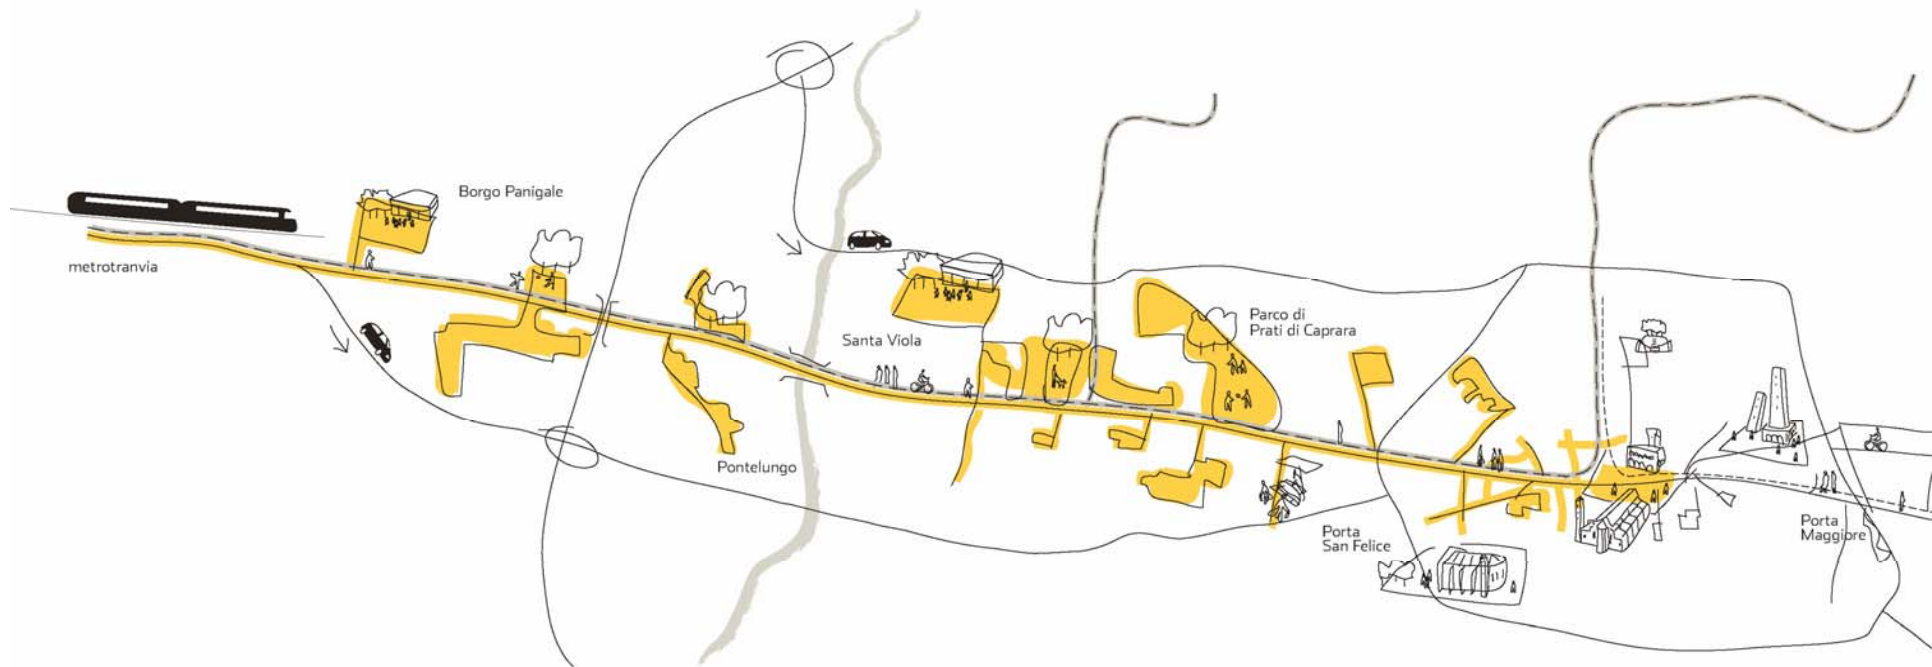 Borgo Panigale
metrotranvia
Santa Viola
Parco di
Prati di Caprara
Pontelungo
Porta
San Felice
Porta
Maggiore